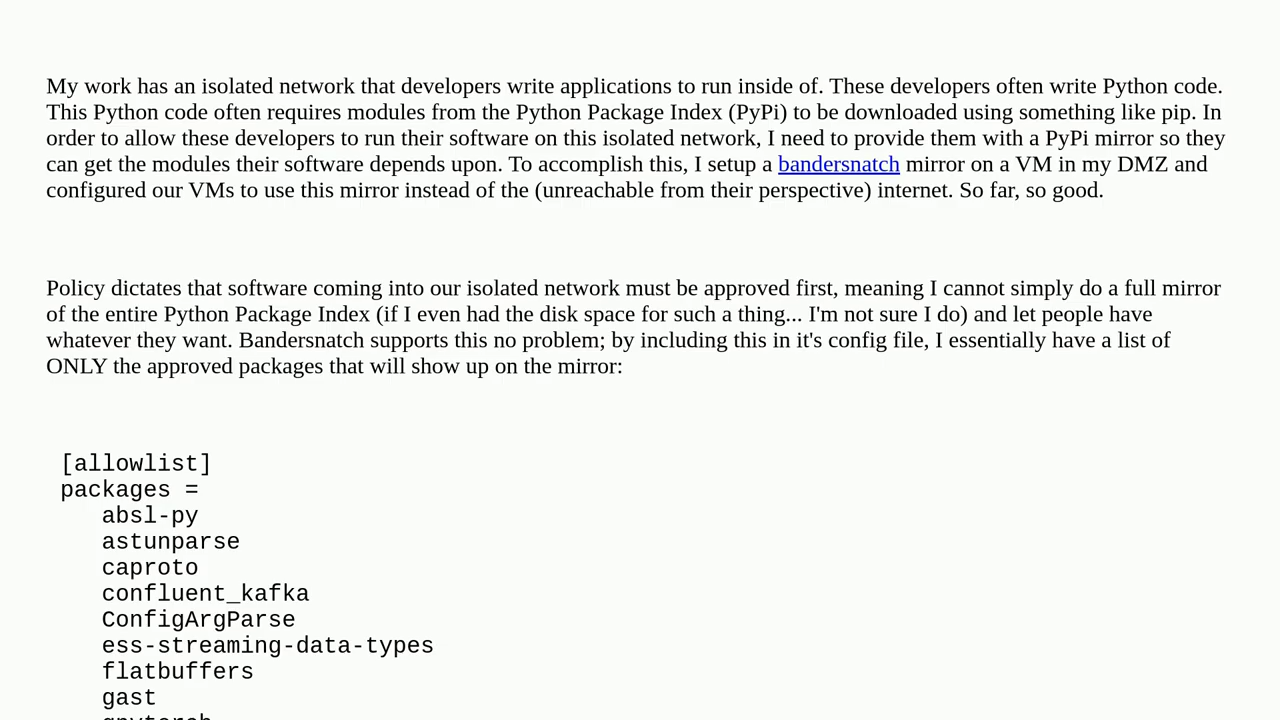 My work has an isolated network that developers write applications to run inside of. These developers often write Python code.
This Python code often requires modules from the Python Package Index (PyPi) to be downloaded using something like pip. In
order to allow these developers to run their software on this isolated network, I need to provide them with a PyPi mirror so they
can get the modules their software depends upon. To accomplish this, I setup a bandersnatch mirror on a VM in my DMZ and
configured our VMs to use this mirror instead of the (unreachable from their perspective) internet. So far, so good.
Policy dictates that software coming into our isolated network must be approved first, meaning I cannot simply do a full mirror
of the entire Python Package Index (if I even had the disk space for such a thing... I'm not sure I do) and let people have
whatever they want. Bandersnatch supports this no problem; by including this in it's config file, I essentially have a list of
ONLY the approved packages that will show up on the mirror:
[allowlist]
packages =
absl-py
astunparse
caproto
confluent_kafka
ConfigArgParse
ess-streaming-data-types
flatbuffers
gast